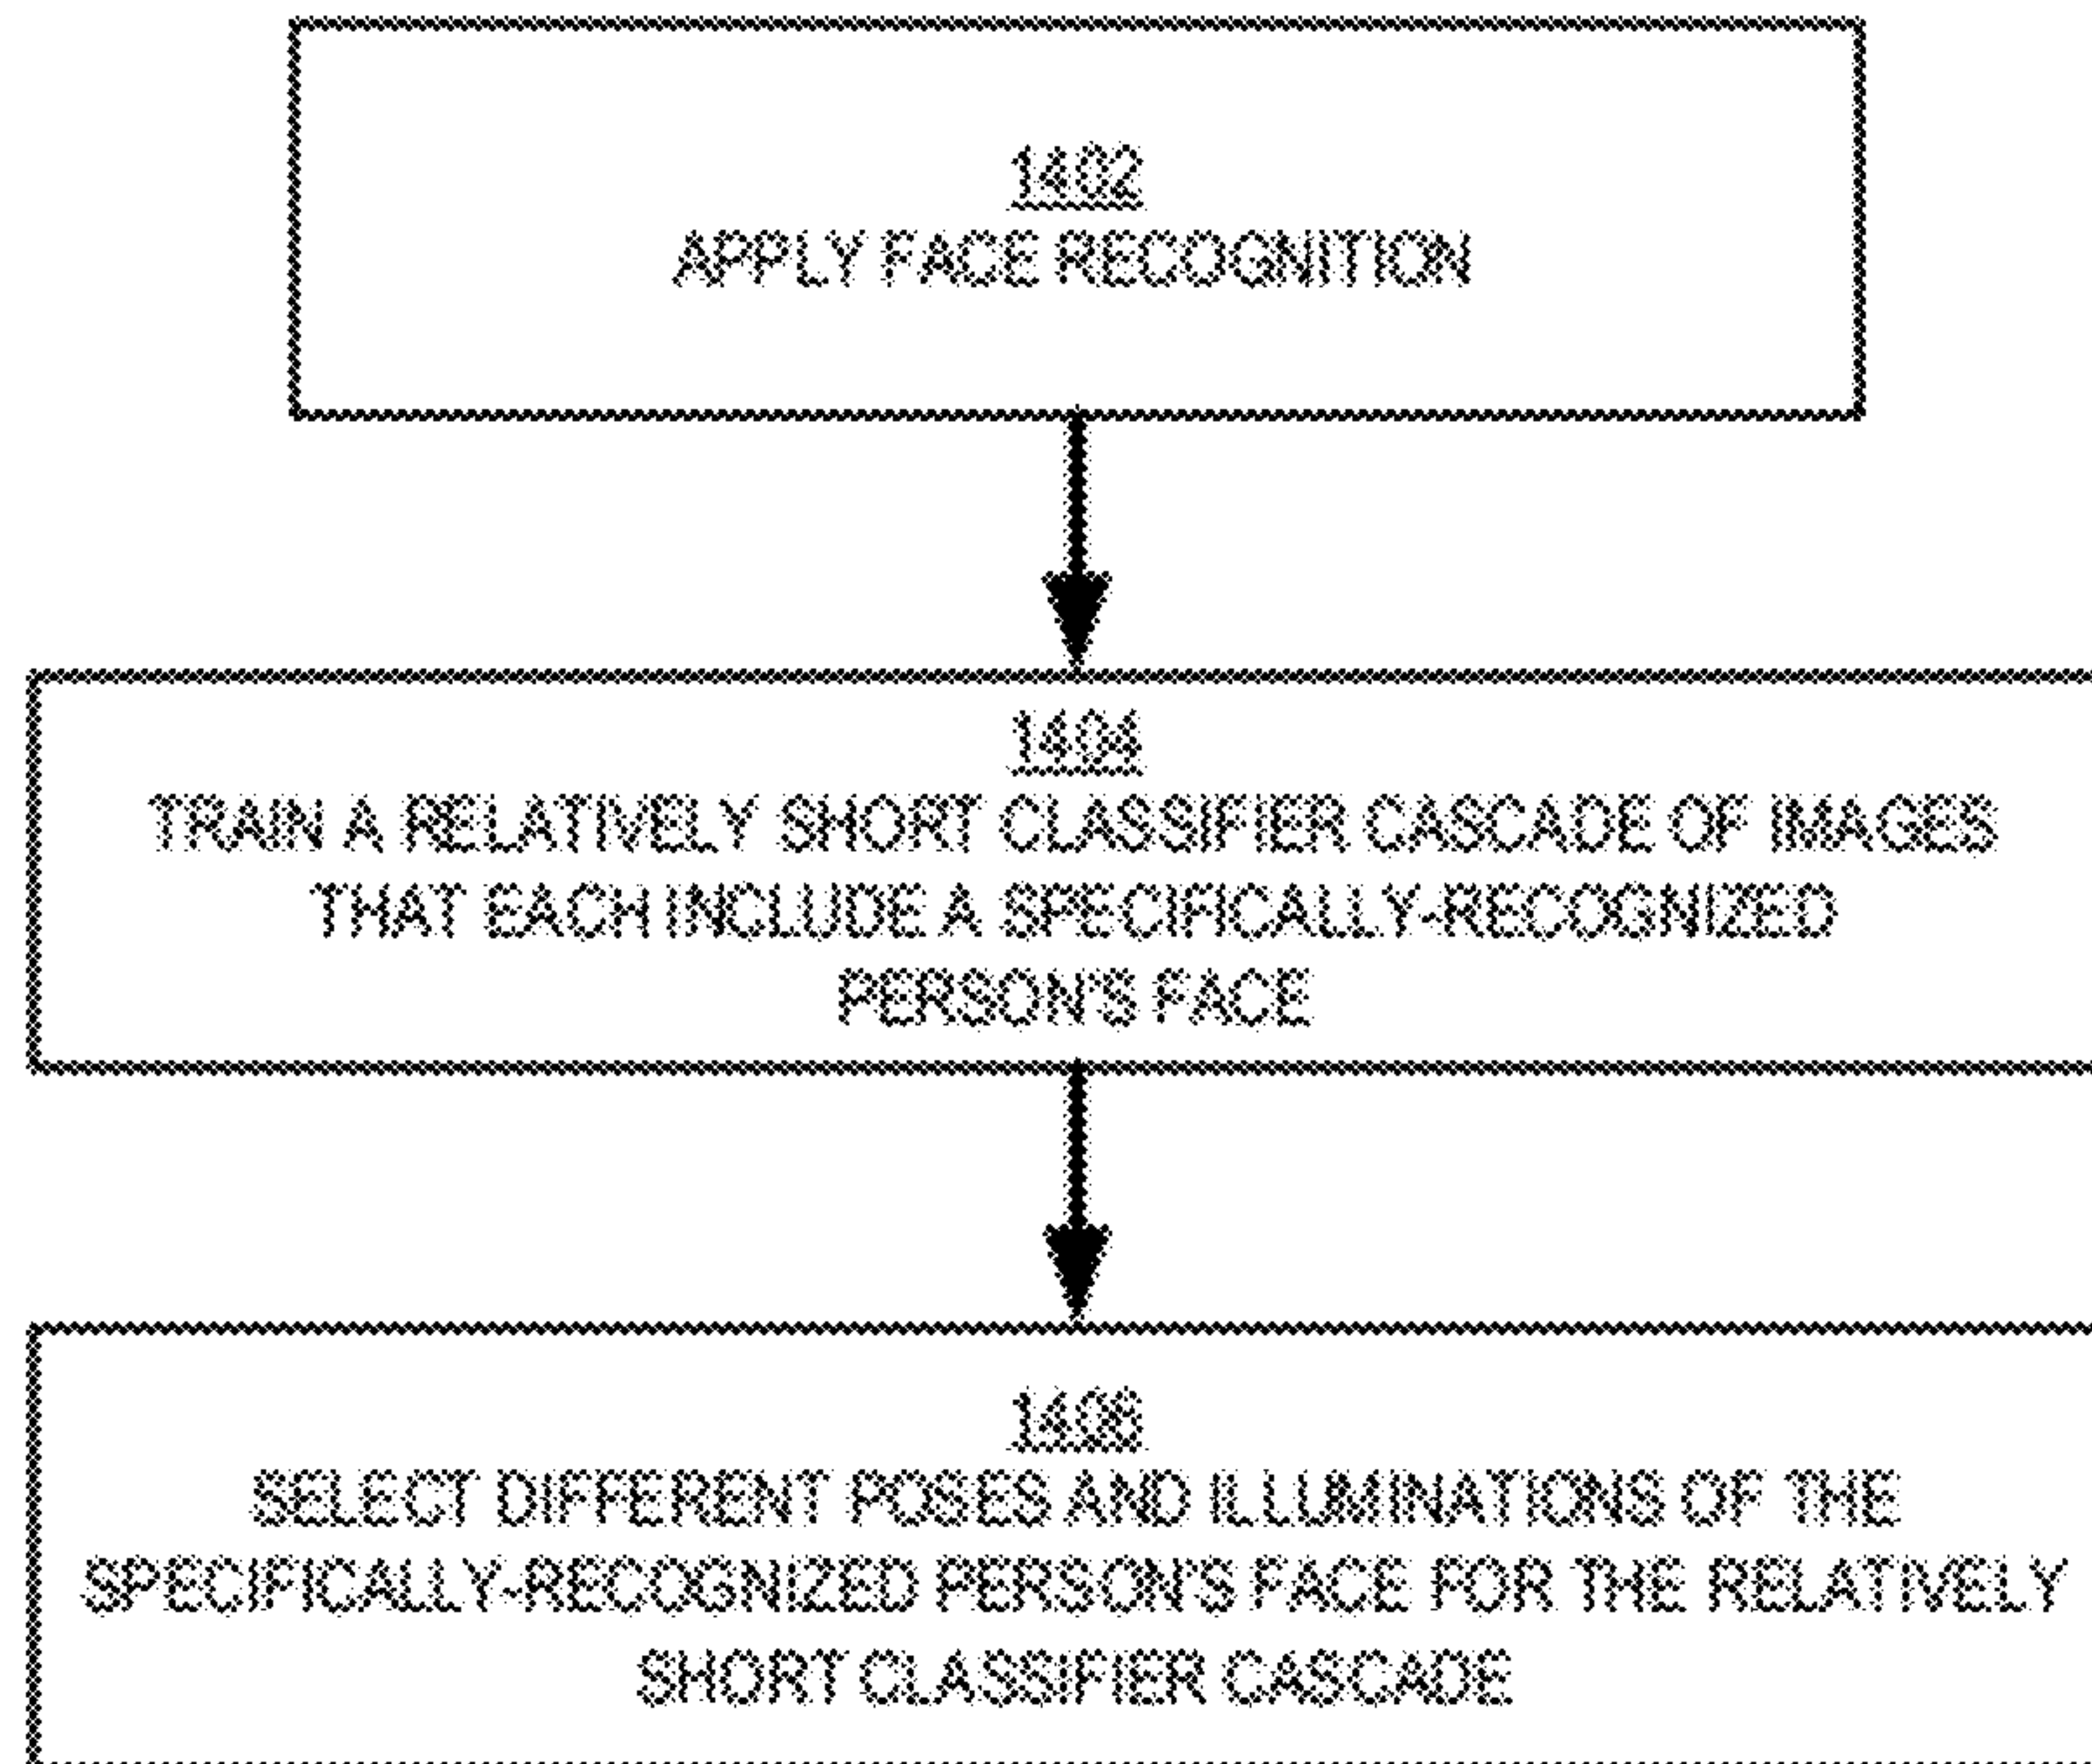 1402
APPLY FACE RECOGNITION
1404
TRAIN A RELATIVELY SHORT CLASSIFIER CASCADE OF IMAGES
THAT EACH INCLUDE A SPECIFICALLY-RECOGNIZED
PERSON'S FACE
SELECT DIFFERENT POSES AND ILLUMINATIONS OF THE
SPECIFICALLY-RECOGNIZED PERSON'S FACE FOR THE RELATIVELY
SHORT CLASSIFIER CASCADE